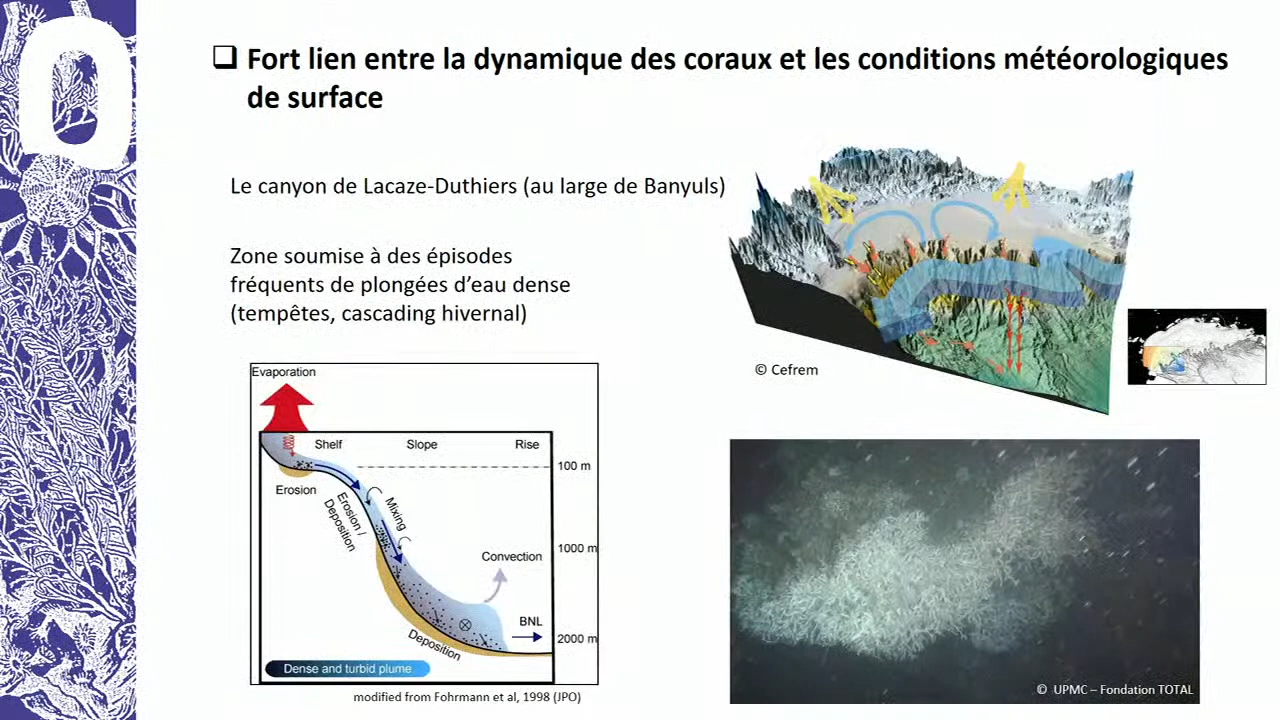 Fort lien entre la dynamique des coraux et les conditions météorologiques
de surface
Le canyon de Lacaze-Duthiers (au large de Banyuls)
Zone soumise à des épisodes
fréquents de plongées d’eau dense
(tempêtes, cascading hivernal)
© Cefrem
Evaporation
Shelf
Slope
Rise
100 m
Erosion
Erosion /
Deposition
Mixing
1000 m
Convection
BNL
2000 m
Deposition
Dense and turbid plume
modified from Fohrmann et al, 1998 (JPO)
© UPMC – Fondation TOTAL